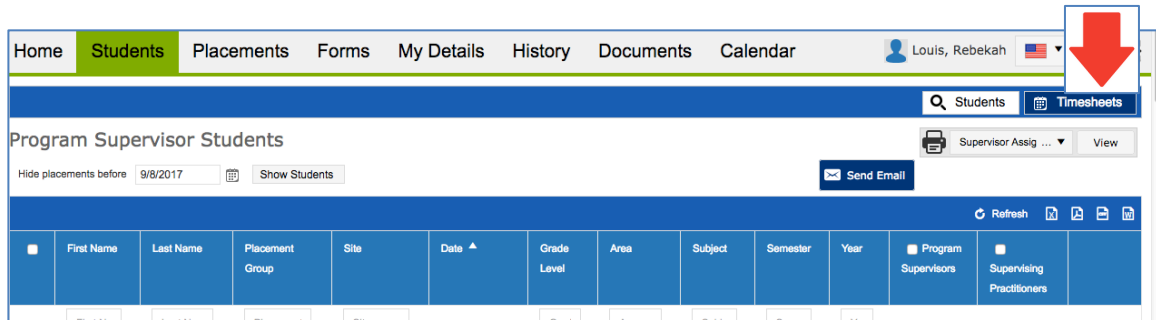 Home Students Placements Forms My Details History Documents Calendar Louis, Rebekah
Students Timesheets
Program Supervisor Students
Supervisor Assig ... View
Hide placements before 9/8/2017 Show Students
Send Email
Refresh
First Name Last Name Placement Group Site Date Grade Level Area Subject Semester Year Program Supervisors Supervising Practitioners